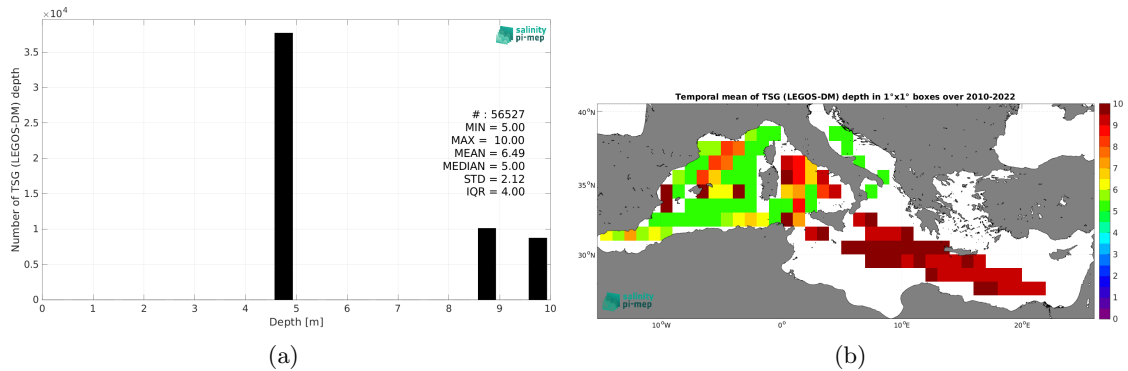 ×10⁴
3.5
3
2.5
2
1.5
1
0.5
0
Number of TSG (LEGOS-DM) depth
salinity
pi-mep
# : 56527
MIN = 5.00
MAX = 10.00
MEAN = 6.49
MEDIAN = 5.00
STD = 2.12
IQR = 4.00
0 1 2 3 4 5 6 7 8 9 10
Depth [m]
(a)
Temporal mean of TSG (LEGOS-DM) depth in 1°x1° boxes over 2010-2022
40°N
35°N
30°N
10
9
8
7
6
5
4
3
2
1
0
salinity
pi-mep
10°W 0° 10°E 20°E
(b)